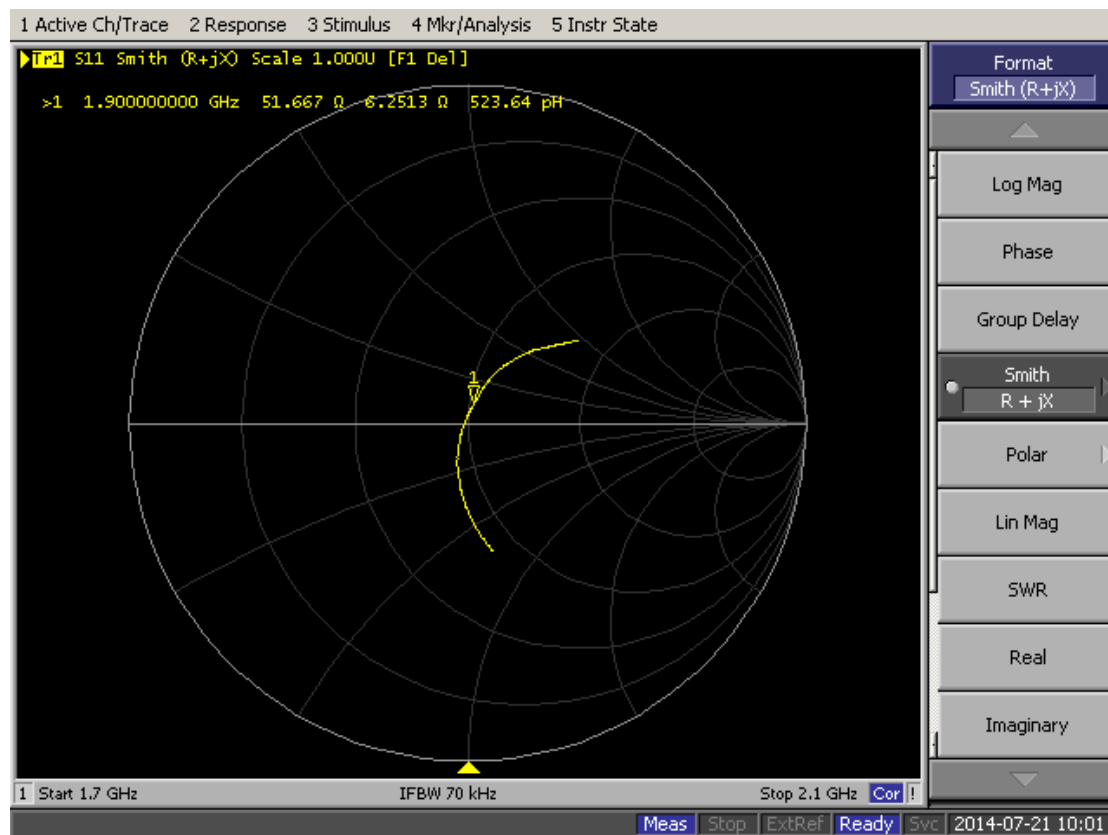 1 Active Ch/Trace 2 Response 3 Stimulus 4 Mkr/Analysis 5 Instr State
Tr1 S11 Smith (R+jX) Scale 1.000U [F1 Del]
>1 1.900000000 GHz 51.667 Ω 6.2513 Ω 523.64 pH
1
Format
Smith (R+jX)
Log Mag
Phase
Group Delay
Smith
R + jX
Polar
Lin Mag
SWR
Real
Imaginary
1 Start 1.7 GHz IFBW 70 kHz Stop 2.1 GHz Cor !
Meas Stop ExtRef Ready Svc 2014-07-21 10:01